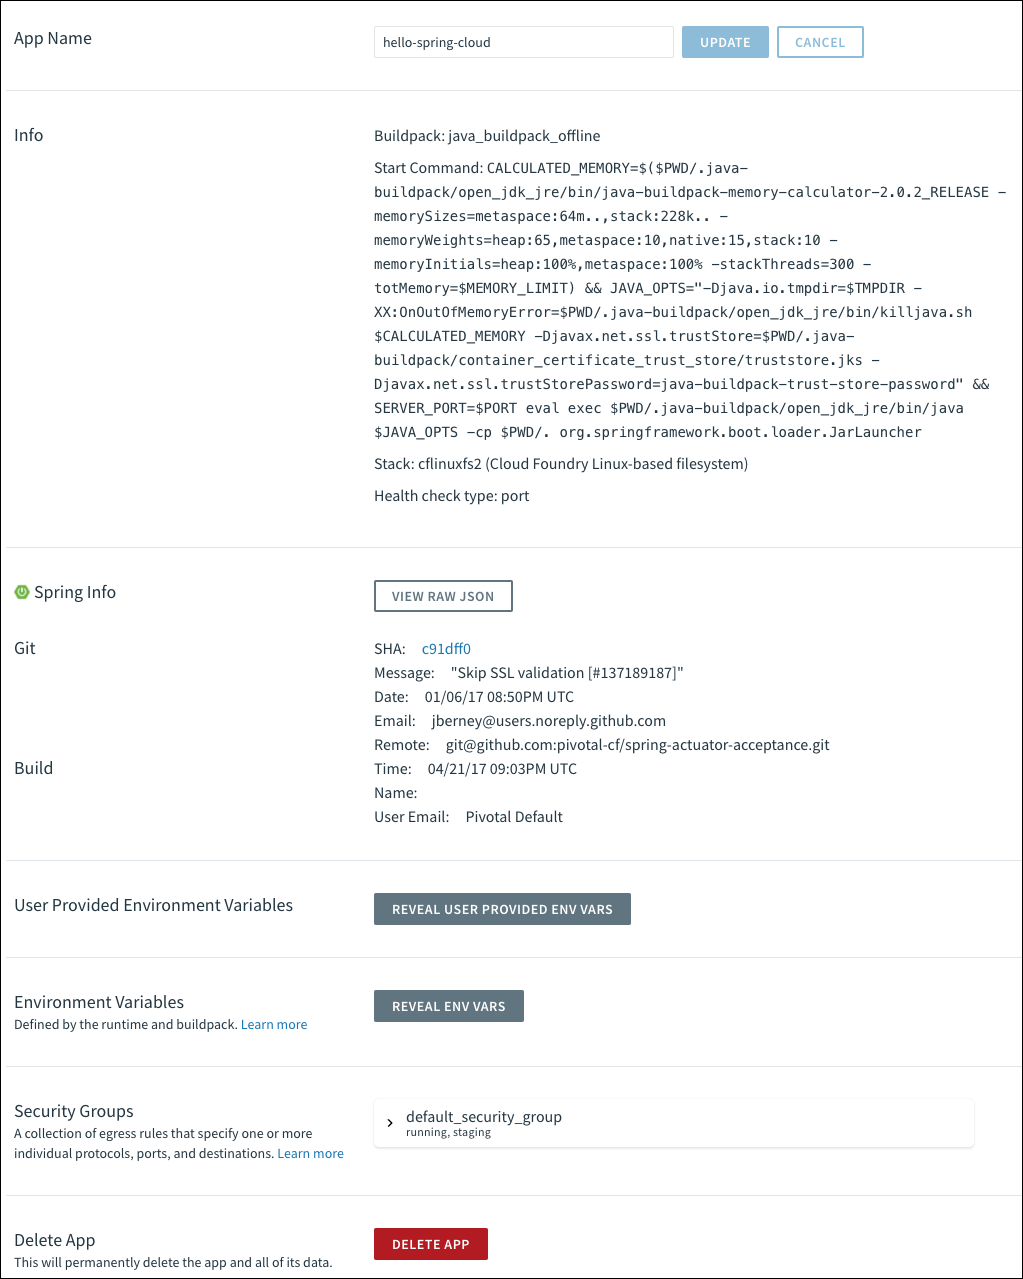 App Name
hello-spring-cloud
UPDATE
CANCEL
Info
Buildpack: java_buildpack_offline
Start Command: CALCULATED_MEMORY=$($PWD/.java-
buildpack/open_jdk_jre/bin/java-buildpack-memory-calculator-2.0.2_RELEASE -
memorySizes=metaspace:64m..,stack:228k.. -
memoryWeights=heap:65,metaspace:10,native:15,stack:10 -
memoryInitials=heap:100%,metaspace:100% -stackThreads=300 -
totMemory=$MEMORY_LIMIT) && JAVA_OPTS="-Djava.io.tmpdir=$TMPDIR -
XX:OnOutOfMemoryError=$PWD/.java-buildpack/open_jdk_jre/bin/killjava.sh
$CALCULATED_MEMORY -Djavax.net.ssl.trustStore=$PWD/.java-
buildpack/container_certificate_trust_store/truststore.jks -
Djavax.net.ssl.trustStorePassword=java-buildpack-trust-store-password" &&
SERVER_PORT=$PORT eval exec $PWD/.java-buildpack/open_jdk_jre/bin/java
$JAVA_OPTS -cp $PWD/. org.springframework.boot.loader.JarLauncher
Stack: cflinuxfs2 (Cloud Foundry Linux-based filesystem)
Health check type: port
Spring Info
VIEW RAW JSON
Git
SHA: c91dff0
Message: "Skip SSL validation [#137189187]"
Date: 01/06/17 08:50PM UTC
Email: jberney@users.noreply.github.com
Remote: git@github.com:pivotal-cf/spring-actuator-acceptance.git
Build
Time: 04/21/17 09:03PM UTC
Name:
User Email: Pivotal Default
User Provided Environment Variables
REVEAL USER PROVIDED ENV VARS
Environment Variables
Defined by the runtime and buildpack. Learn more
REVEAL ENV VARS
Security Groups
A collection of egress rules that specify one or more
individual protocols, ports, and destinations. Learn more
default_security_group
running, staging
Delete App
This will permanently delete the app and all of its data.
DELETE APP